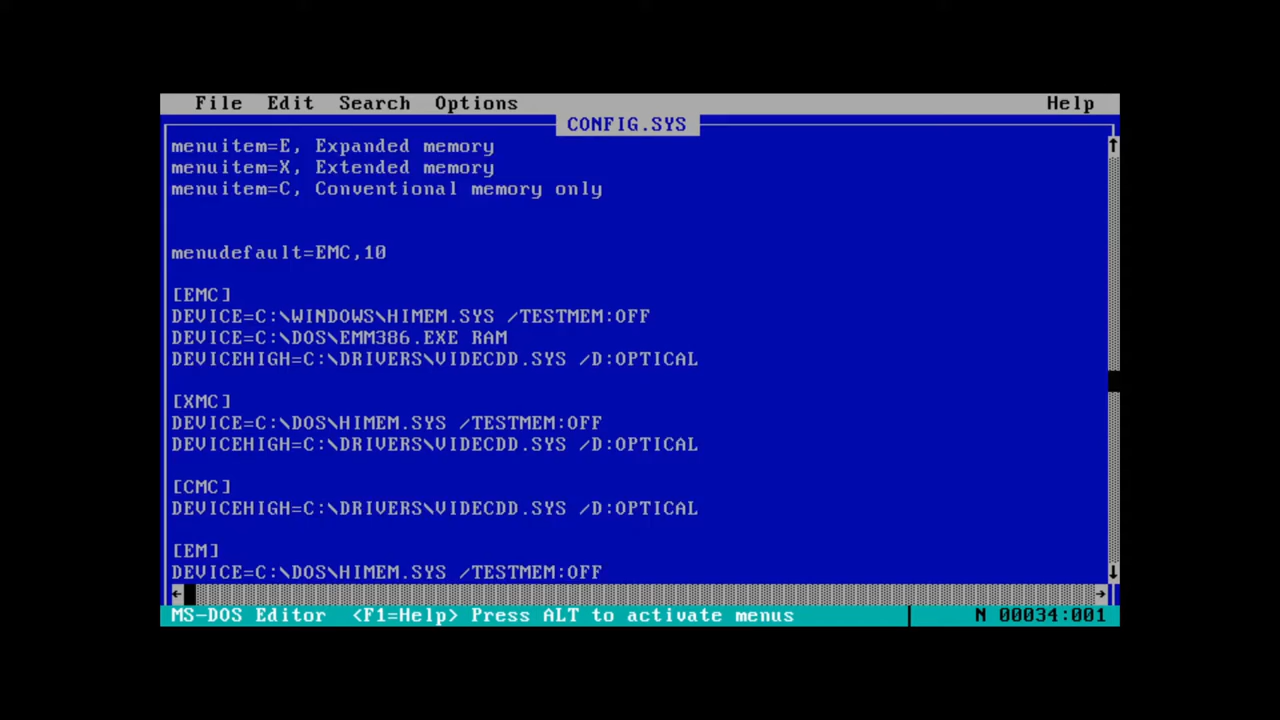 File Edit Search Options Help
CONFIG.SYS
menuitem=E, Expanded memory
menuitem=X, Extended memory
menuitem=C, Conventional memory only
menudefault=EMC,10
[EMC]
DEVICE=C:\WINDOWS\HIMEM.SYS /TESTMEM:OFF
DEVICE=C:\DOS\EMM386.EXE RAM
DEVICEHIGH=C:\DRIVERS\VIDECDD.SYS /D:OPTICAL
[XMC]
DEVICE=C:\DOS\HIMEM.SYS /TESTMEM:OFF
DEVICEHIGH=C:\DRIVERS\VIDECDD.SYS /D:OPTICAL
[CMC]
DEVICEHIGH=C:\DRIVERS\VIDECDD.SYS /D:OPTICAL
[EM]
DEVICE=C:\DOS\HIMEM.SYS /TESTMEM:OFF
MS-DOS Editor <F1=Help> Press ALT to activate menus N 00034:001